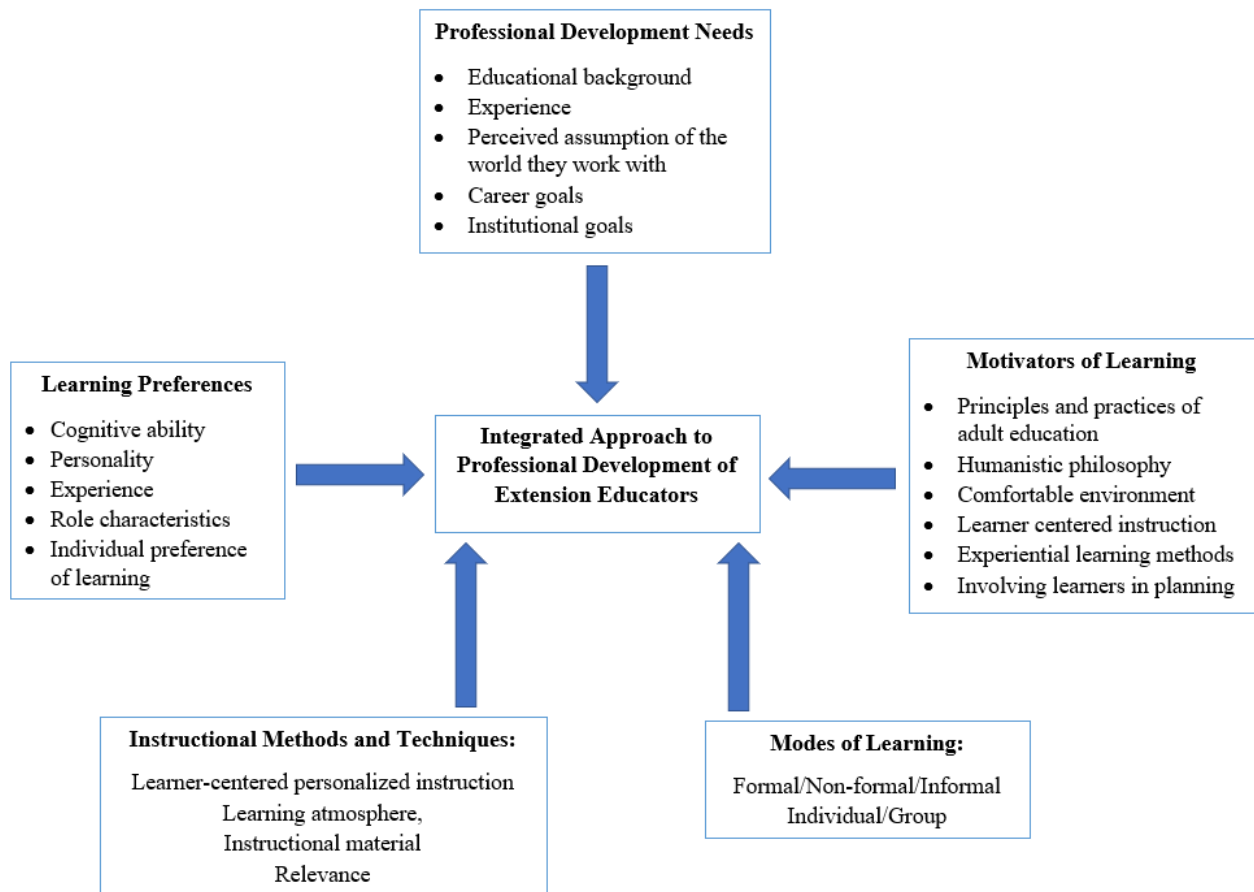 Professional Development Needs
• Educational background
• Experience
• Perceived assumption of the
world they work with
• Career goals
• Institutional goals
Learning Preferences
• Cognitive ability
• Personality
• Experience
• Role characteristics
• Individual preference
of learning
Integrated Approach to
Professional Development of
Extension Educators
Motivators of Learning
• Principles and practices of
adult education
• Humanistic philosophy
• Comfortable environment
• Learner centered instruction
• Experiential learning methods
• Involving learners in planning
Instructional Methods and Techniques:
Learner-centered personalized instruction
Learning atmosphere,
Instructional material
Relevance
Modes of Learning:
Formal/Non-formal/Informal
Individual/Group